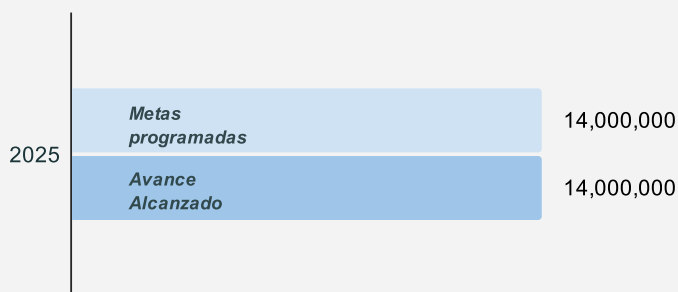 Metas
programadas
14,000,000
2025
Avance
Alcanzado
14,000,000